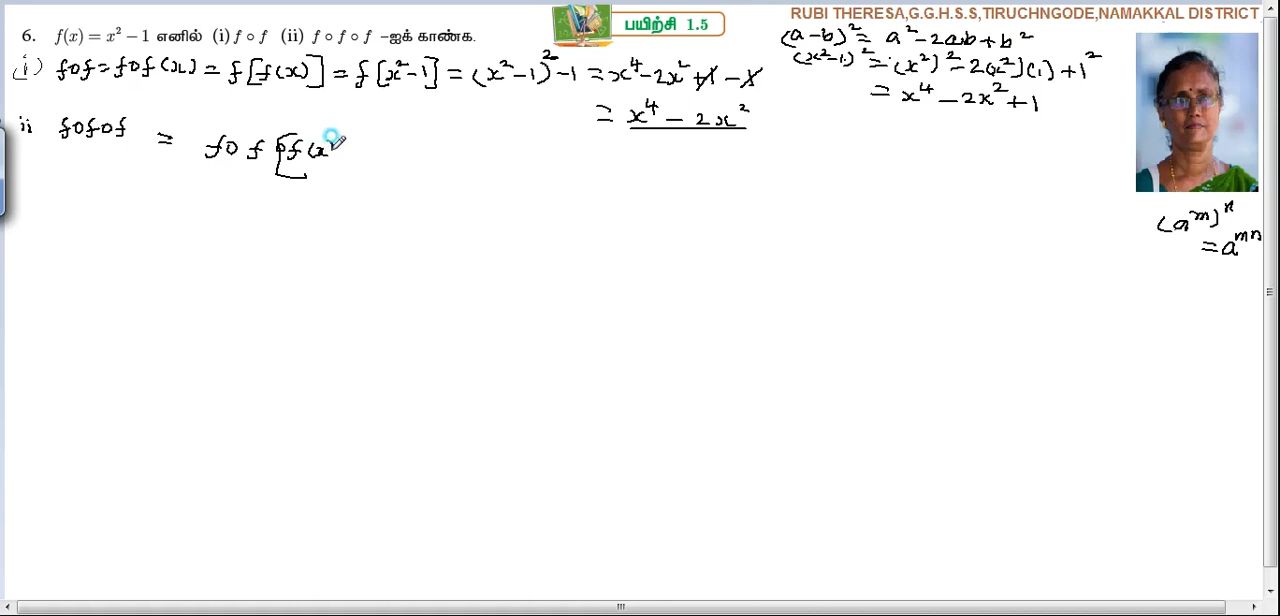 RUBI THERESA,G.G.H.S.S,TIRUCHNGODE,NAMAKKAL DISTRICT
பயிற்சி 1.5
6. f(x) = x² − 1 எனில் (i) f ∘ f (ii) f ∘ f ∘ f -ஐக் காண்க.
(a-b)² = a² - 2ab + b²
(x²-1)² = (x²)² - 2(x²)(1) + 1²
= x⁴ - 2x² + 1
(i) fof = fof(x) = f[f(x)] = f[x²-1] = (x²-1)² - 1 = x⁴ - 2x² + 1 - 1
= x⁴ - 2x²
ii fofof = fof[f(x)
(aᵐ)ⁿ
= aᵐⁿ